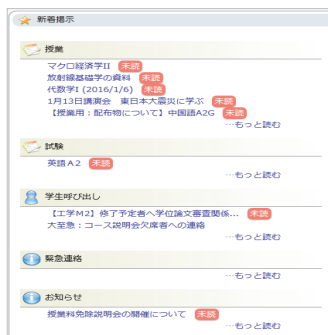 新着掲示
授業
マクロ経済学II 未読
放射線基礎学の資料 未読
代数学I (2016/1/6) 未読
1月13日講演会 東日本大震災に学ぶ 未読
【授業用：配布物について】中国語A2G 未読
…もっと読む
試験
英語A2 未読
…もっと読む
学生呼び出し
【工学M2】修了予定者へ学位論文審査関係... 未読
大至急：コース説明会欠席者への連絡
…もっと読む
緊急連絡
…もっと読む
お知らせ
授業料免除説明会の開催について 未読
…もっと読む